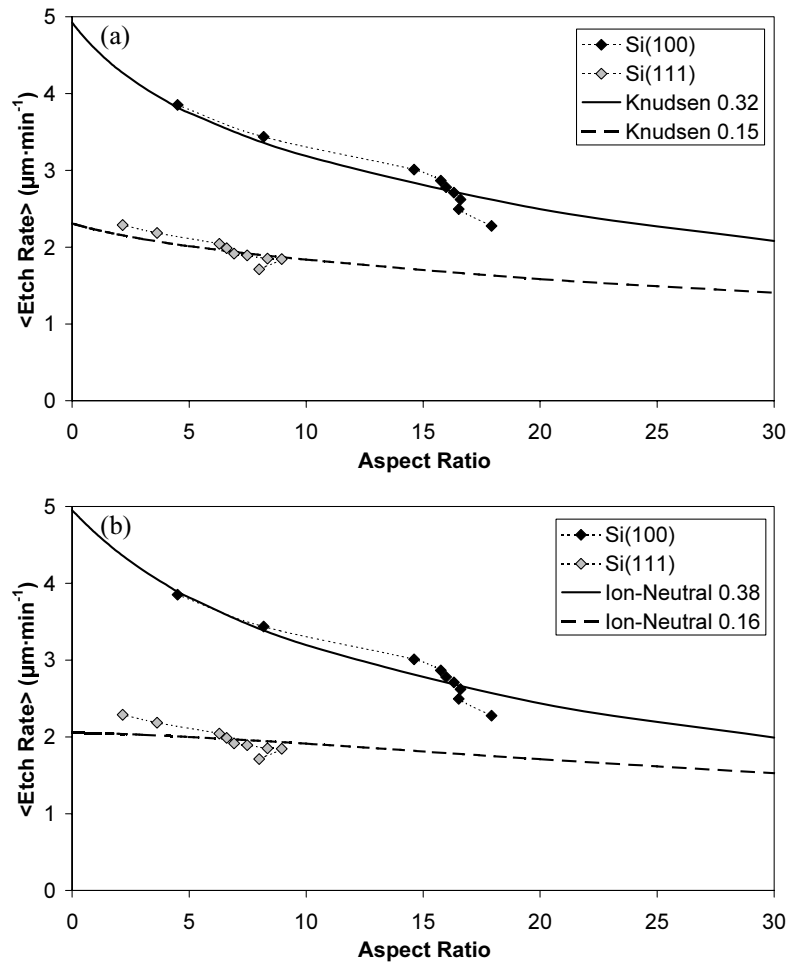 (a)
Si(100)
Si(111)
Knudsen 0.32
Knudsen 0.15
<Etch Rate> (µm·min⁻¹)
5
4
3
2
1
0
0 5 10 15 20 25 30
Aspect Ratio
(b)
Si(100)
Si(111)
Ion-Neutral 0.38
Ion-Neutral 0.16
<Etch Rate> (µm·min⁻¹)
5
4
3
2
1
0
0 5 10 15 20 25 30
Aspect Ratio